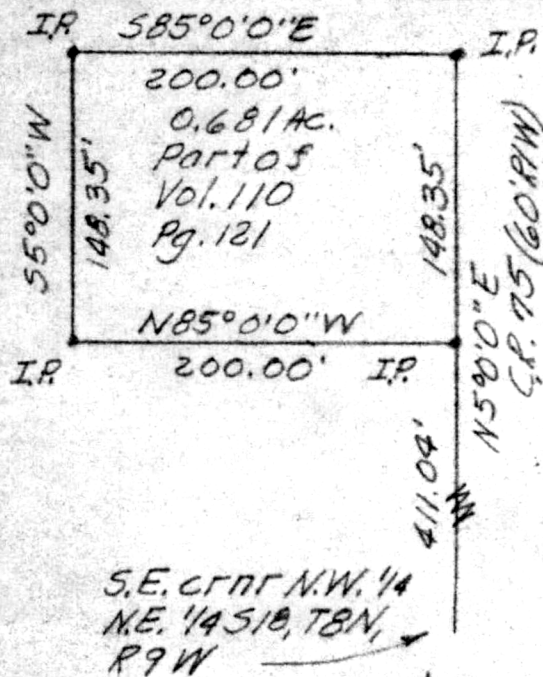 I.P. S85°0'0"E I.P.
200.00'
0.681 AC.
Part of
Vol. 110
Pg. 121
S5°0'0"W
148.35'
148.35'
N5°0'0"E
C.R. 75 (60' R/W)
N85°0'0"W
I.P. 200.00' I.P.
411.04'
S.E. crnr N.W. 1/4
N.E. 1/4 S18, T8N,
R9W